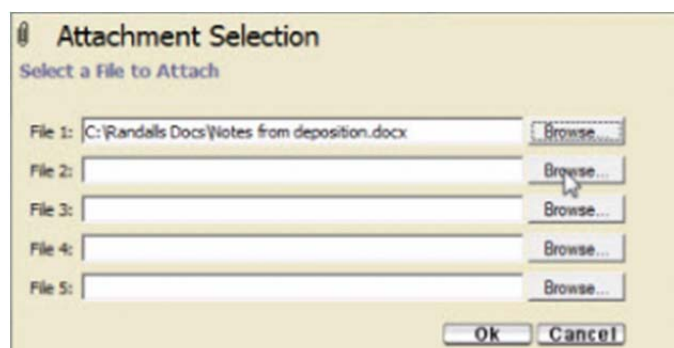 Attachment Selection
Select a File to Attach
File 1: C:\Randalls Docs\Notes from deposition.docx Browse...
File 2: Browse...
File 3: Browse...
File 4: Browse...
File 5: Browse...
Ok Cancel